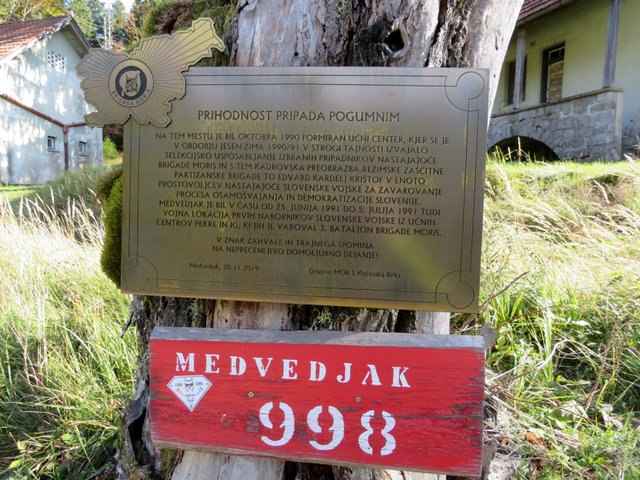 BRIGADA MORIS
PRIHODNOST PRIPADA POGUMNIM
NA TEM MESTU JE BIL OKTOBRA 1990 FORMIRAN UČNI CENTER, KJER SE JE
V OBDOBJU JESEN-ZIMA 1990/91 V STROGI TAJNOSTI IZVAJALO
SELEKCIJSKO USPOSABLJANJE IZBRANIH PRIPADNIKOV NASTAJAJOČE
BRIGADE MORIS IN S TEM KADROVSKA PREOBRAZBA REŽIMSKE ZAŠČITNE
PARTIZANSKE BRIGADE TO EDVARD KARDELJ KRIŠTOF V ENOTO
PROSTOVOLJCEV NASTAJAJOČE SLOVENSKE VOJSKE ZA ZAVAROVANJE
PROCESA OSAMOSVAJANJA IN DEMOKRATIZACIJE SLOVENIJE.
MEDVEDJAK JE BIL V ČASU OD 25. JUNIJA 1991 DO 5. JULIJA 1991 TUDI
VOJNA LOKACIJA PRVIH NABORNIKOV SLOVENSKE VOJSKE IZ UČNIH
CENTROV PEKRE IN IG, KI JIH JE VAROVAL 3. BATALJON BRIGADE MORIS.
V ZNAK ZAHVALE IN TRAJNEGA SPOMINA
NA NEPRECENLJIVO DOMOLJUBNO DEJANJE!
Medvedjak, 30.11.2019 Društvo MORiS Kočevska Reka
MEDVEDJAK
998